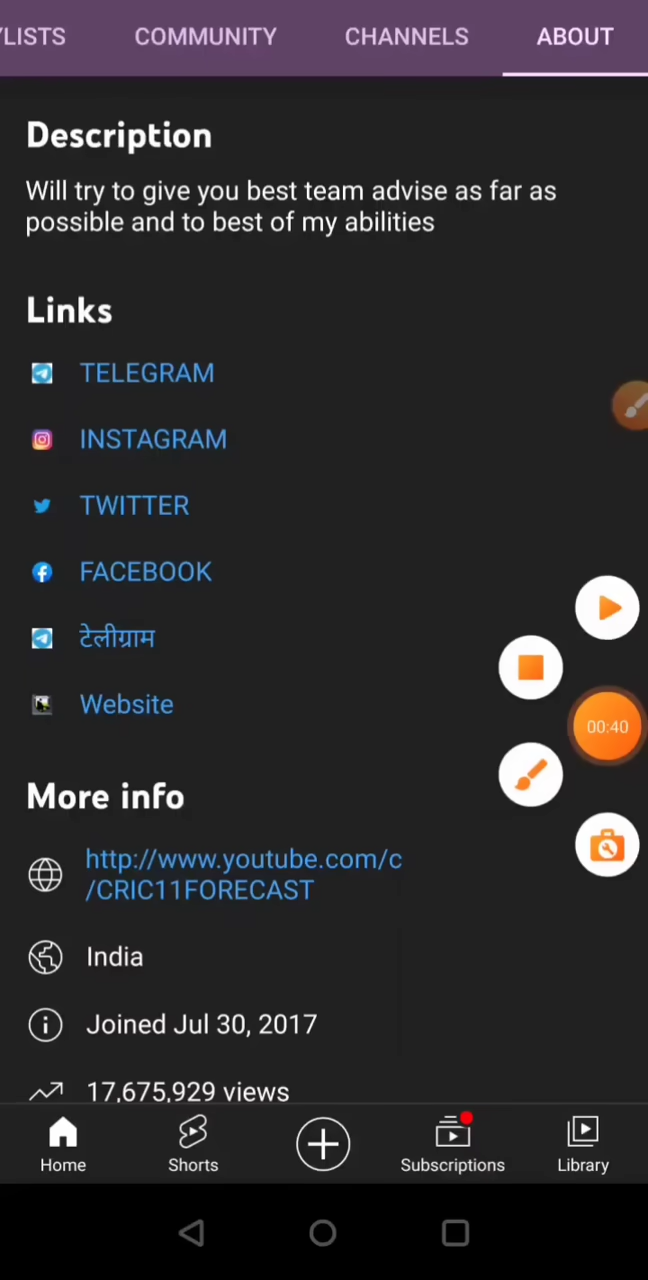 COMMUNITY CHANNELS ABOUT
Description
Will try to give you best team advise as far as
possible and to best of my abilities
Links
TELEGRAM
INSTAGRAM
TWITTER
FACEBOOK
टेलीग्राम
Website
00:40
More info
http://www.youtube.com/c
/CRIC11FORECAST
India
Joined Jul 30, 2017
17,675,929 views
Home Shorts Subscriptions Library